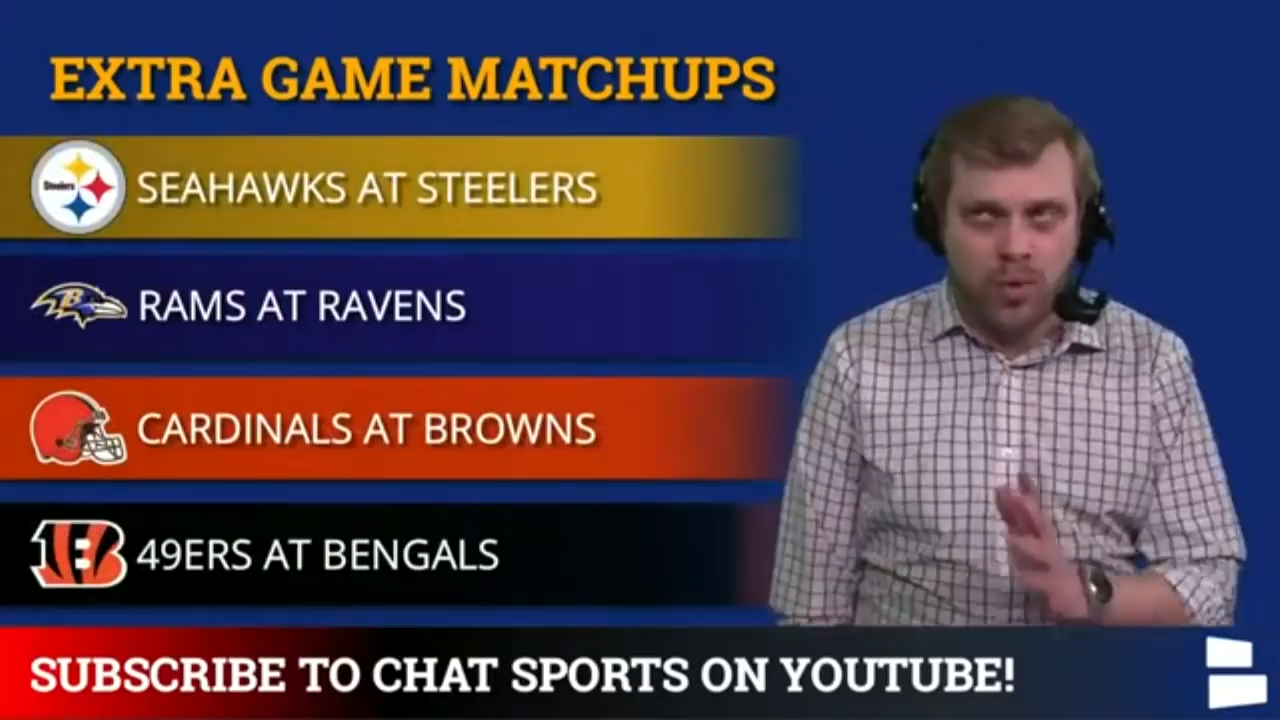 EXTRA GAME MATCHUPS
Steelers
SEAHAWKS AT STEELERS
B
RAMS AT RAVENS
CARDINALS AT BROWNS
B
49ERS AT BENGALS
SUBSCRIBE TO CHAT SPORTS ON YOUTUBE!